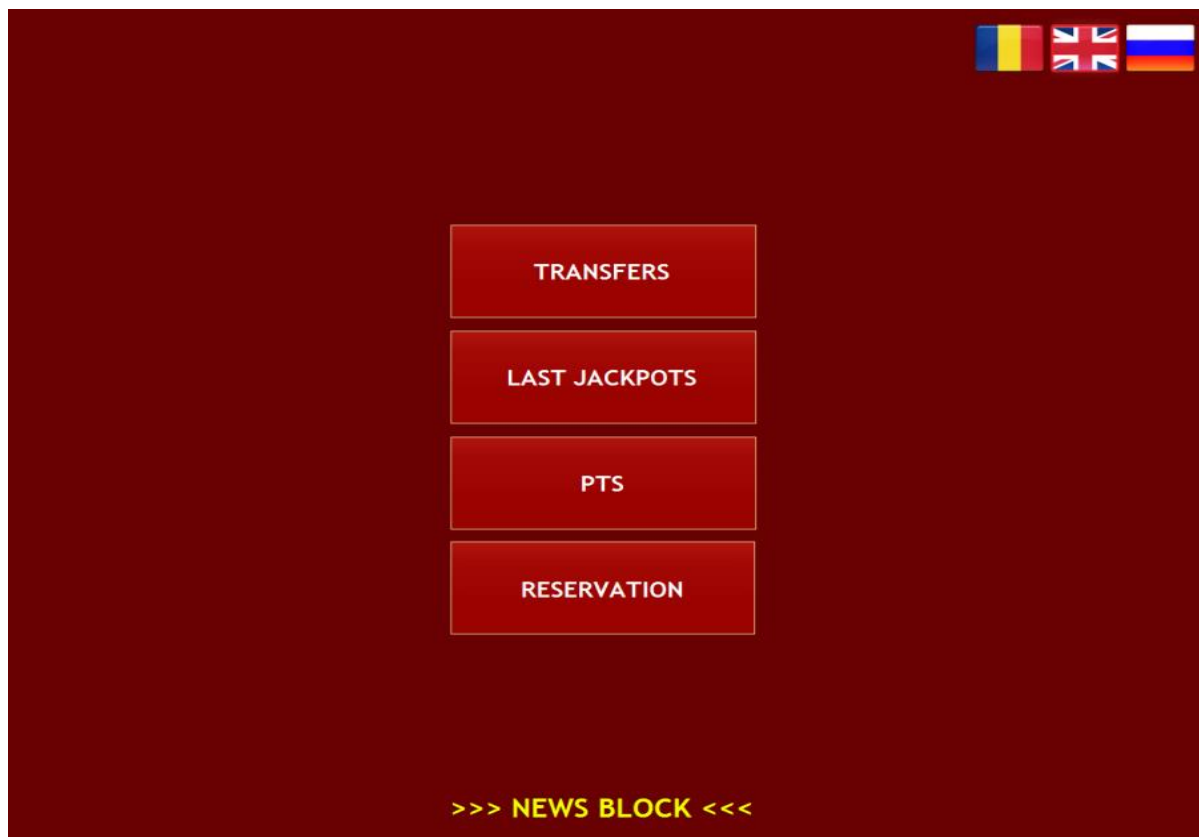 TRANSFERS
LAST JACKPOTS
PTS
RESERVATION
>>> NEWS BLOCK <<<